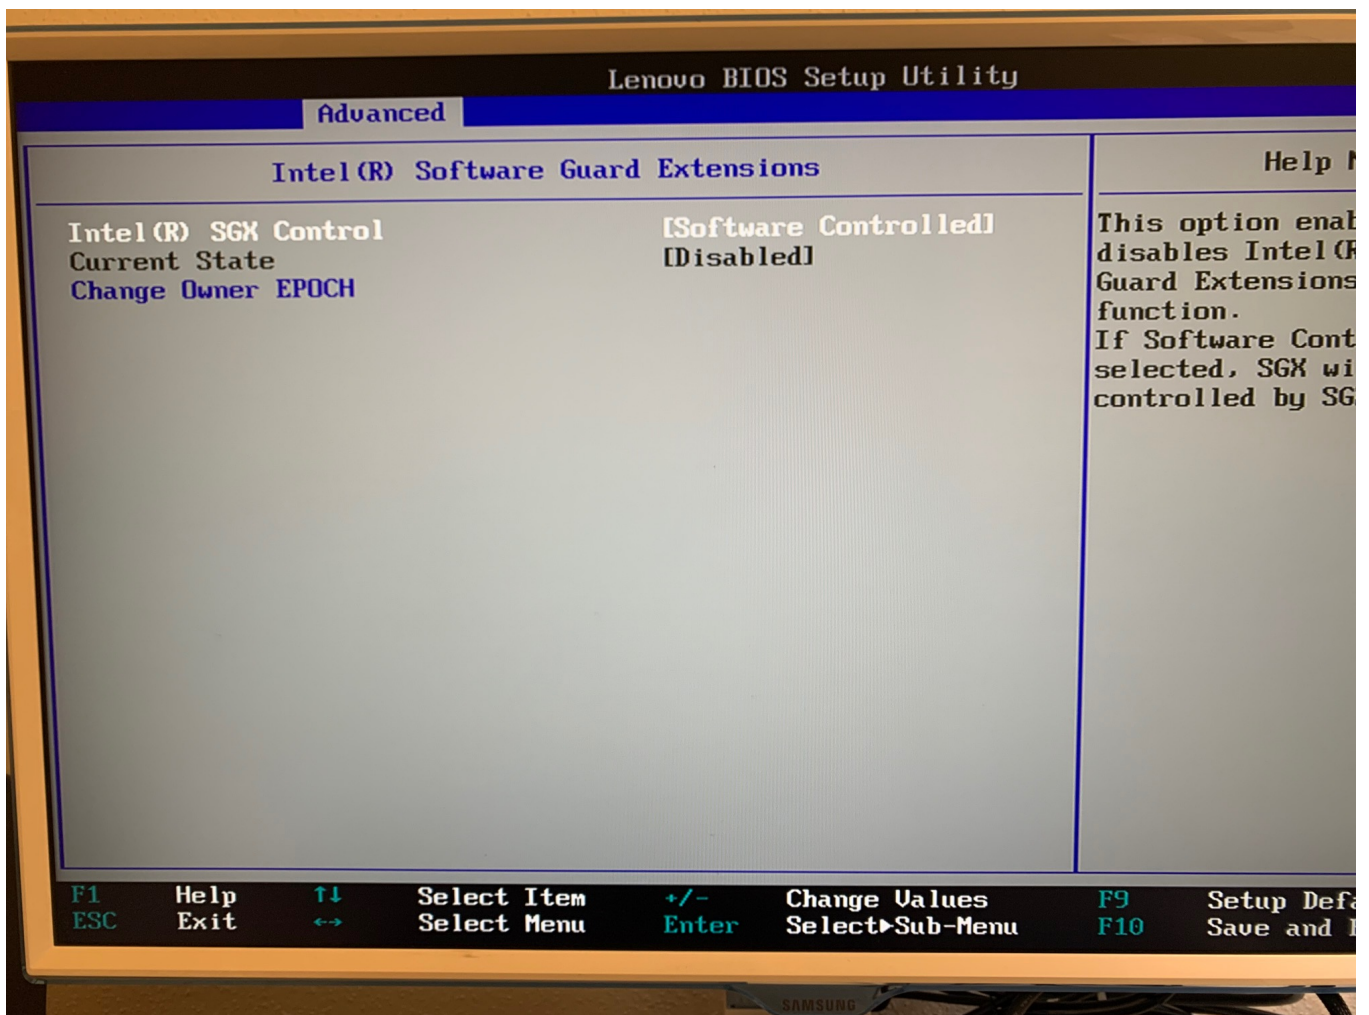 Lenovo BIOS Setup Utility
Advanced
Intel(R) Software Guard Extensions
Intel(R) SGX Control [Software Controlled]
Current State [Disabled]
Change Owner EPOCH
Help
This option
disables
Guard Extensions
function.
If Software
selected, SGX
controlled by
F1 Help ↑↓ Select Item +/- Change Values F9 Setup
ESC Exit ←→ Select Menu Enter Select▶Sub-Menu F10 Save and
SAMSUNG